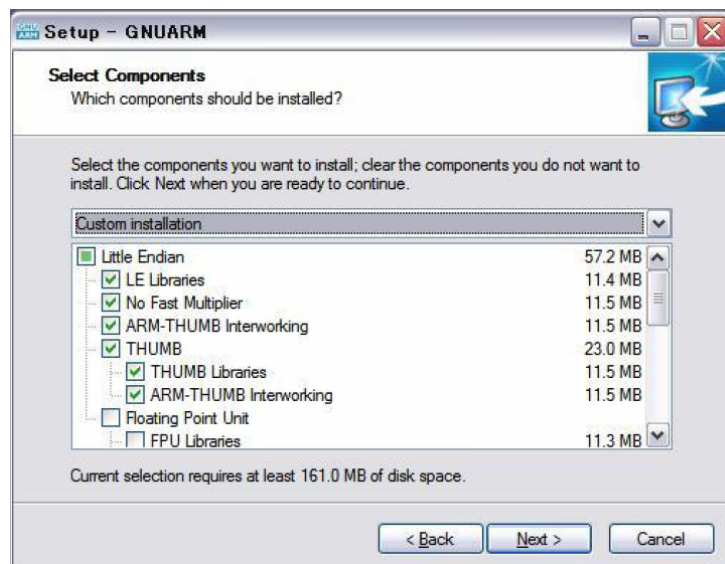 GNU ARM Setup - GNUARM
Select Components
Which components should be installed?
Select the components you want to install; clear the components you do not want to
install. Click Next when you are ready to continue.
Custom installation
Little Endian 57.2 MB
LE Libraries 11.4 MB
No Fast Multiplier 11.5 MB
ARM-THUMB Interworking 11.5 MB
THUMB 23.0 MB
THUMB Libraries 11.5 MB
ARM-THUMB Interworking 11.5 MB
Floating Point Unit
FPU Libraries 11.3 MB
Current selection requires at least 161.0 MB of disk space.
< Back Next > Cancel